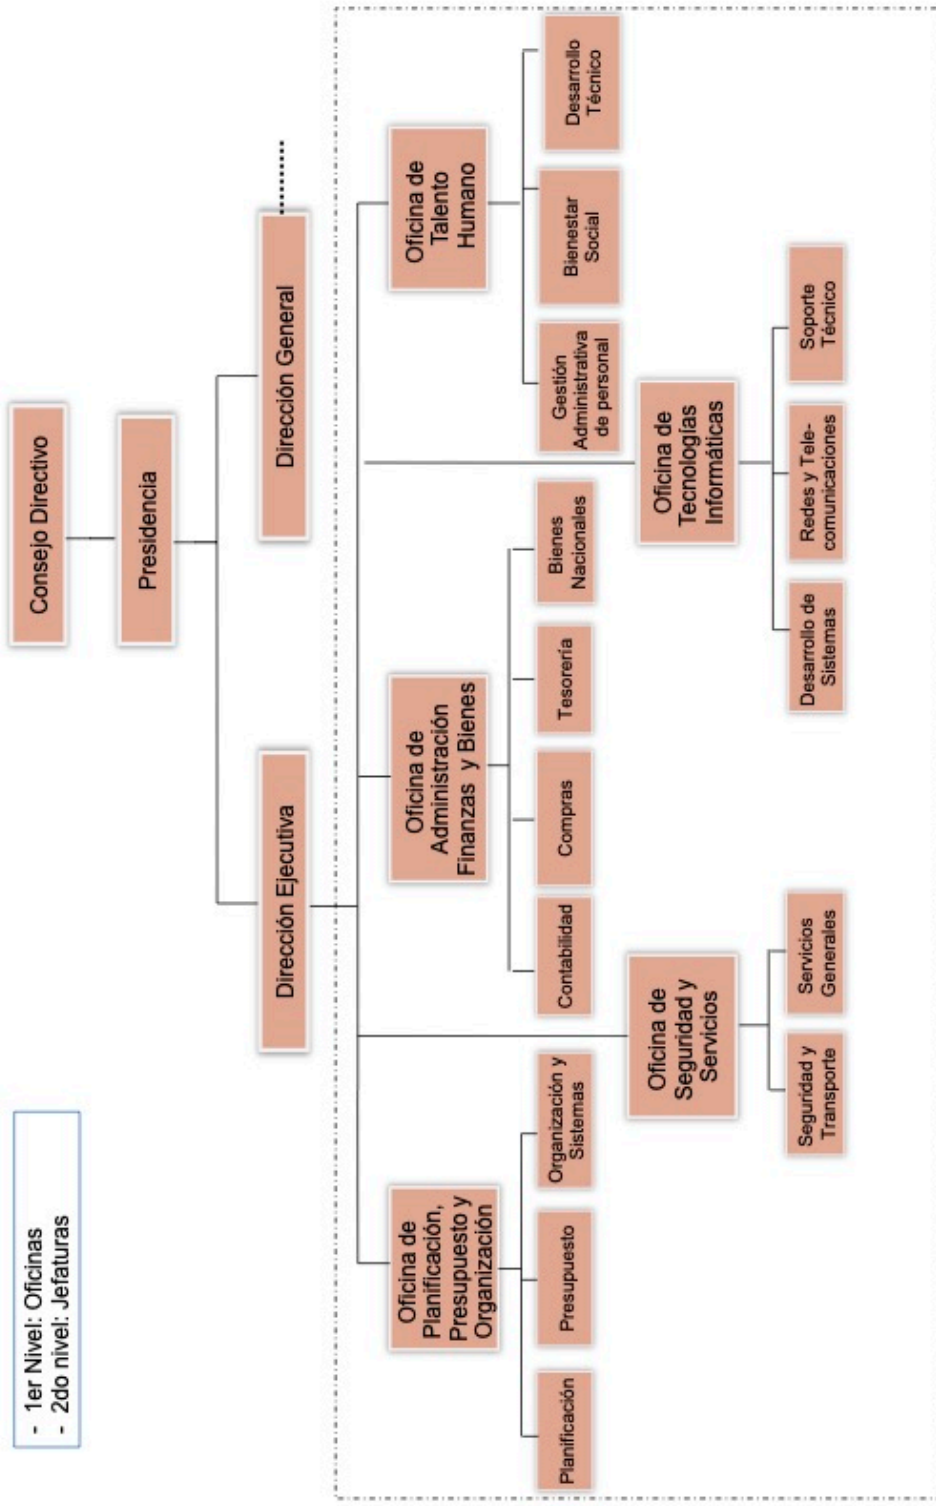 - 1er Nivel: Oficinas
- 2do nivel: Jefaturas
Consejo Directivo
Presidencia
Dirección Ejecutiva
Dirección General
Oficina de
Planificación,
Presupuesto y
Organización
Oficina de
Administración
Finanzas y Bienes
Oficina de
Talento
Humano
Planificación
Presupuesto
Organización y
Sistemas
Contabilidad
Compras
Tesorería
Bienes
Nacionales
Gestión
Administrativa
de personal
Bienestar
Social
Desarrollo
Técnico
Oficina de
Seguridad y
Servicios
Oficina de
Tecnologías
Informáticas
Seguridad y
Transporte
Servicios
Generales
Desarrollo de
Sistemas
Redes y Tele-
comunicaciones
Soporte
Técnico